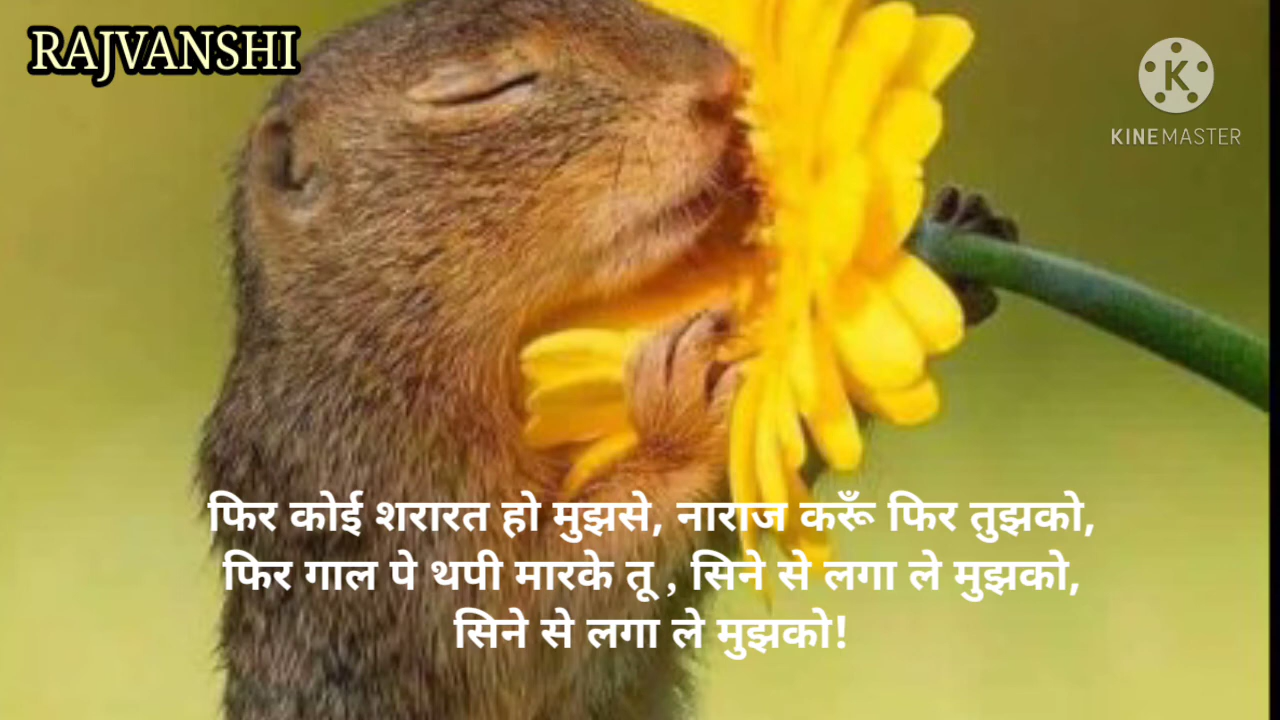 RAJVANSHI
K
KINEMASTER
फिर कोई शरारत हो मुझसे, नाराज करूँ फिर तुझको,
फिर गाल पे थपी मारके तू , सिने से लगा ले मुझको,
सिने से लगा ले मुझको!